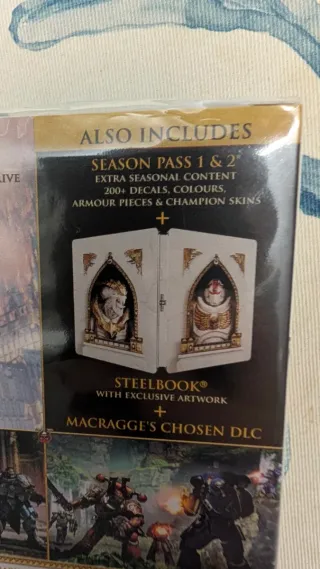 ALSO INCLUDES
SEASON PASS 1 & 2*
EXTRA SEASONAL CONTENT
200+ DECALS, COLOURS,
ARMOUR PIECES & CHAMPION SKINS
+
STEELBOOK®
WITH EXCLUSIVE ARTWORK
+
MACRAGGE'S CHOSEN DLC